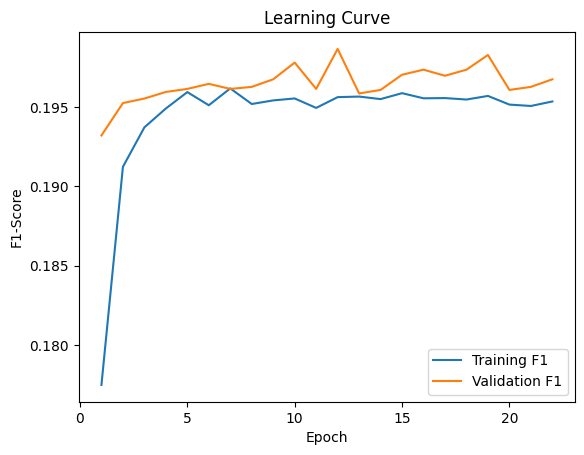 Learning Curve
0.195
0.190
0.185
0.180
F1-Score
Training F1
Validation F1
0
5
10
15
20
Epoch